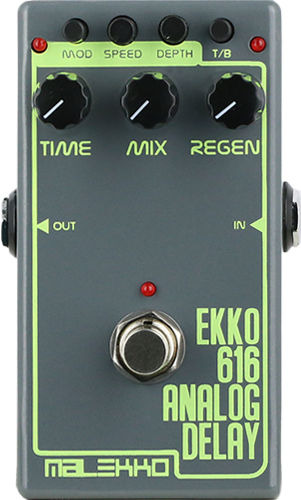 MOD SPEED DEPTH T/B
TIME MIX REGEN
OUT IN
EKKO
616
ANALOG
DELAY
MALEKKO